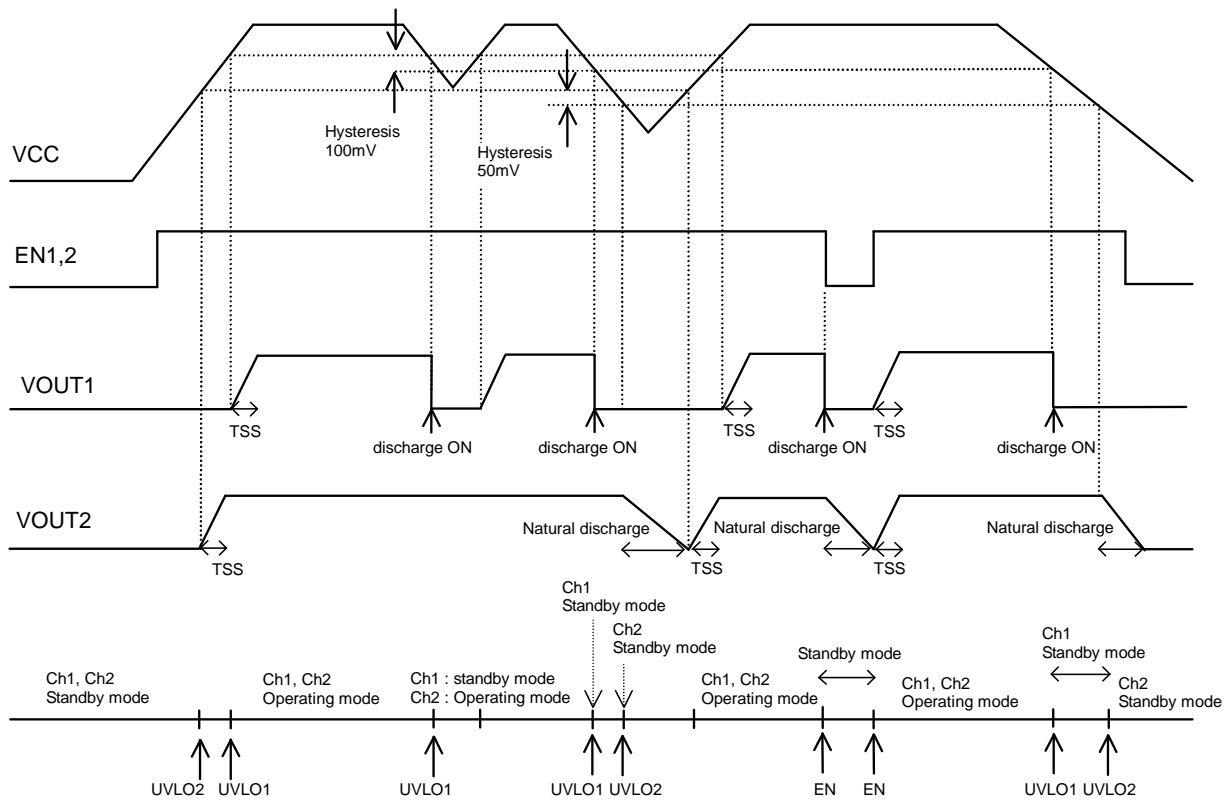 Hysteresis
100mV
Hysteresis
50mV
VCC
EN1,2
VOUT1
TSS
discharge ON
discharge ON
TSS
discharge ON
TSS
discharge ON
VOUT2
TSS
Natural discharge
TSS
Natural discharge
TSS
Natural discharge
Ch1
Standby mode
Ch2
Standby mode
Ch1, Ch2
Standby mode
Ch1, Ch2
Operating mode
Ch1 : standby mode
Ch2 : Operating mode
Ch1, Ch2
Operating mode
Standby mode
Ch1, Ch2
Operating mode
Ch1
Standby mode
Ch2
Standby mode
UVLO2 UVLO1 UVLO1 UVLO1 UVLO2 EN EN UVLO1 UVLO2